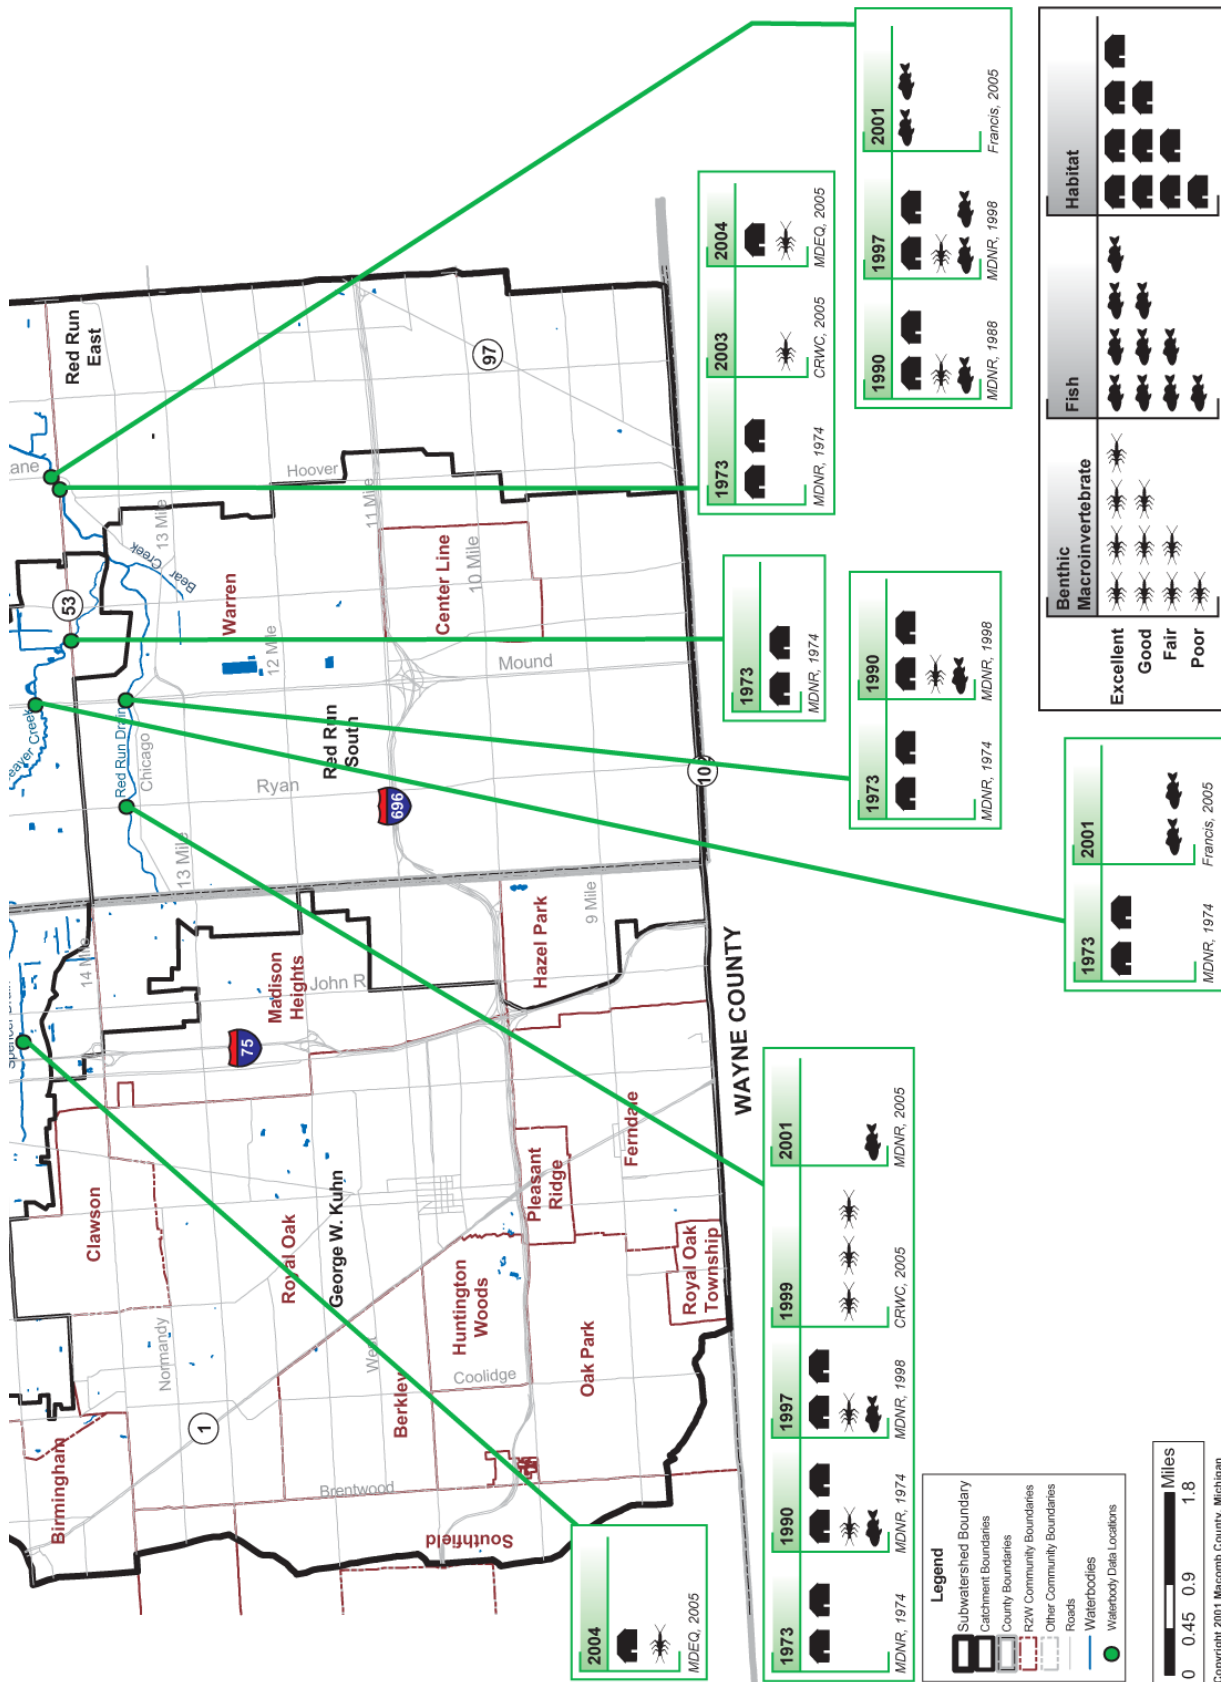 Red Run
East
53
97
Hoover
13 Mile
Bear Creek
11 Mile
Warren
Center Line
10 Mile
12 Mile
Mound
Red Run Drain
Chicago
Red Run
South
Ryan
696
13 Mile
102
14 Mile
Madison
Heights
John R
Hazel Park
9 Mile
75
WAYNE COUNTY
Clawson
Royal Oak
George W. Kuhn
Pleasant
Ridge
Ferndale
Normandy
Huntington
Woods
Royal Oak
Township
Berkley
Coolidge
Oak Park
1
Birmingham
Brentwood
Southfield
1990
MDNR, 1988
1997
MDNR, 1998
2001
Francis, 2005
1973
MDNR, 1974
2003
CRWC, 2005
2004
MDEQ, 2005
1973
MDNR, 1974
1973
MDNR, 1974
1990
MDNR, 1998
1973
MDNR, 1974
2001
Francis, 2005
1973
MDNR, 1974
1990
MDNR, 1974
1997
MDNR, 1998
1999
CRWC, 2005
2001
MDNR, 2005
2004
MDEQ, 2005
Benthic
Macroinvertebrate
Fish
Habitat
Excellent
Good
Fair
Poor
Legend
Subwatershed Boundary
Catchment Boundaries
County Boundaries
R2W Community Boundaries
Other Community Boundaries
Roads
Waterbodies
Waterbody Data Locations
Miles
0 0.45 0.9 1.8
Copyright 2001 Macomb County, Michigan